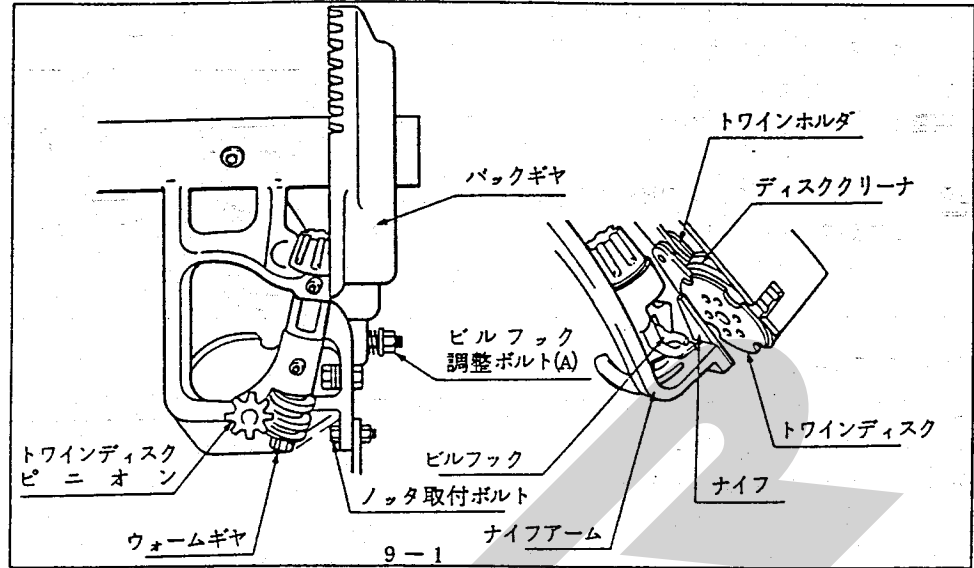 トワインホルダ
ディスククリーナ
バックギヤ
ビルフック
調整ボルト(A)
トワインディスク
ピニオン
ウォームギヤ
ノッタ取付ボルト
ビルフック
ナイフアーム
ナイフ
トワインディスク
9-1